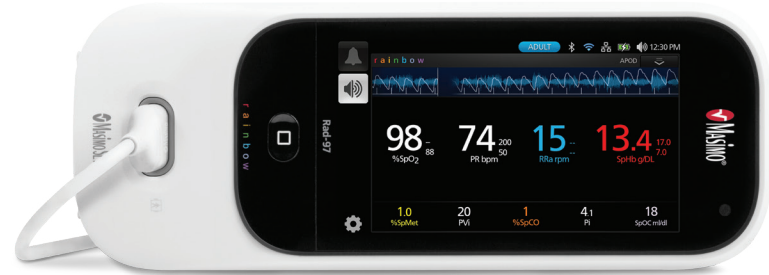 ADULT 12:30 PM
rainbow APOD
98 – 88 %SpO2
74 200 50 PR bpm
15 -- -- RRa rpm
13.4 17.0 7.0 SpHb g/DL
1.0 %SpMet
20 PVi
1 %SpCO
4.1 Pi
18 SpOC ml/dl
rainbow
Rad-97
MASIMO®
MASIMO